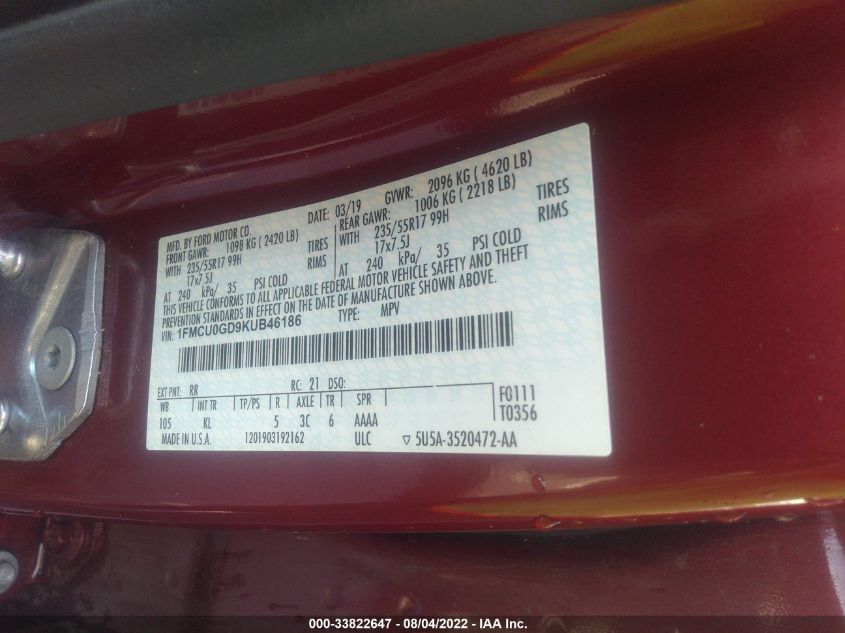 MFD. BY FORD MOTOR CO.
DATE: 03/19 GVWR: 2096 KG ( 4620 LB)
FRONT GAWR: 1098 KG ( 2420 LB) REAR GAWR: 1006 KG ( 2218 LB)
WITH 235/55R17 99H TIRES WITH 235/55R17 99H TIRES
17x7.5J RIMS 17x7.5J RIMS
AT 240 kPa/ 35 PSI COLD AT 240 kPa/ 35 PSI COLD
THIS VEHICLE CONFORMS TO ALL APPLICABLE FEDERAL MOTOR VEHICLE SAFETY AND THEFT
PREVENTION STANDARDS IN EFFECT ON THE DATE OF MANUFACTURE SHOWN ABOVE.
VIN: 1FMCU0GD9KUB46186 TYPE: MPV
EXT PNT: RR RC: 21 DSO:
WB INT TR TP/PS R AXLE TR SPR F0111
105 KL 5 3C 6 AAAA T0356
MADE IN U.S.A. 1201903192162 ULC ▽ 5U5A-3520472-AA
000-33822647 - 08/04/2022 - IAA Inc.